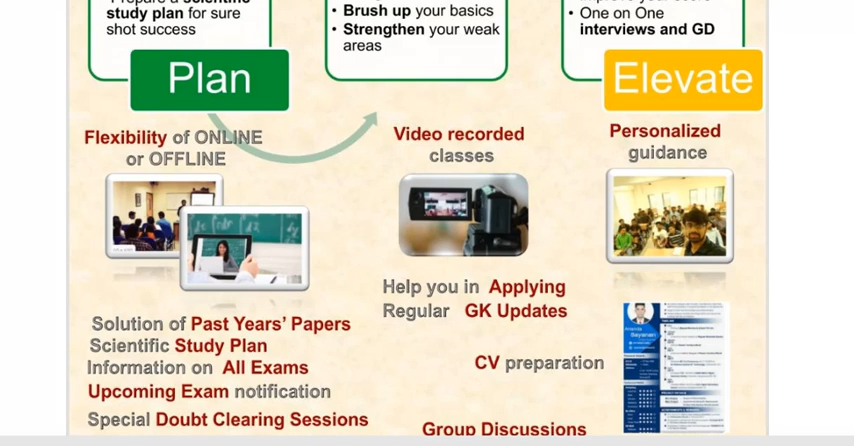 study plan for sure
shot success
• Brush up your basics
• Strengthen your weak
areas
• One on One
interviews and GD
Plan
Elevate
Flexibility of ONLINE
or OFFLINE
Video recorded
classes
Personalized
guidance
Help you in Applying
Regular GK Updates
Solution of Past Years' Papers
Scientific Study Plan
Information on All Exams
Upcoming Exam notification
Special Doubt Clearing Sessions
CV preparation
Group Discussions